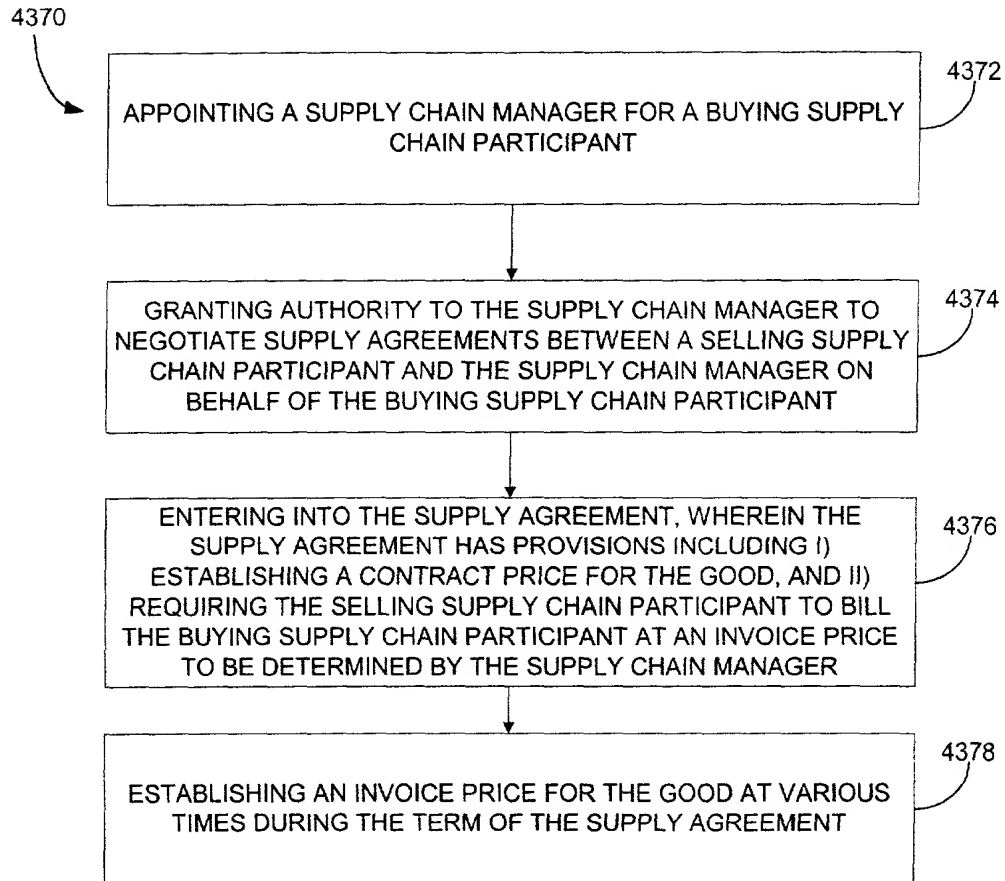 4370
4372
APPOINTING A SUPPLY CHAIN MANAGER FOR A BUYING SUPPLY
CHAIN PARTICIPANT
4374
GRANTING AUTHORITY TO THE SUPPLY CHAIN MANAGER TO
NEGOTIATE SUPPLY AGREEMENTS BETWEEN A SELLING SUPPLY
CHAIN PARTICIPANT AND THE SUPPLY CHAIN MANAGER ON
BEHALF OF THE BUYING SUPPLY CHAIN PARTICIPANT
4376
ENTERING INTO THE SUPPLY AGREEMENT, WHEREIN THE
SUPPLY AGREEMENT HAS PROVISIONS INCLUDING I)
ESTABLISHING A CONTRACT PRICE FOR THE GOOD, AND II)
REQUIRING THE SELLING SUPPLY CHAIN PARTICIPANT TO BILL
THE BUYING SUPPLY CHAIN PARTICIPANT AT AN INVOICE PRICE
TO BE DETERMINED BY THE SUPPLY CHAIN MANAGER
4378
ESTABLISHING AN INVOICE PRICE FOR THE GOOD AT VARIOUS
TIMES DURING THE TERM OF THE SUPPLY AGREEMENT